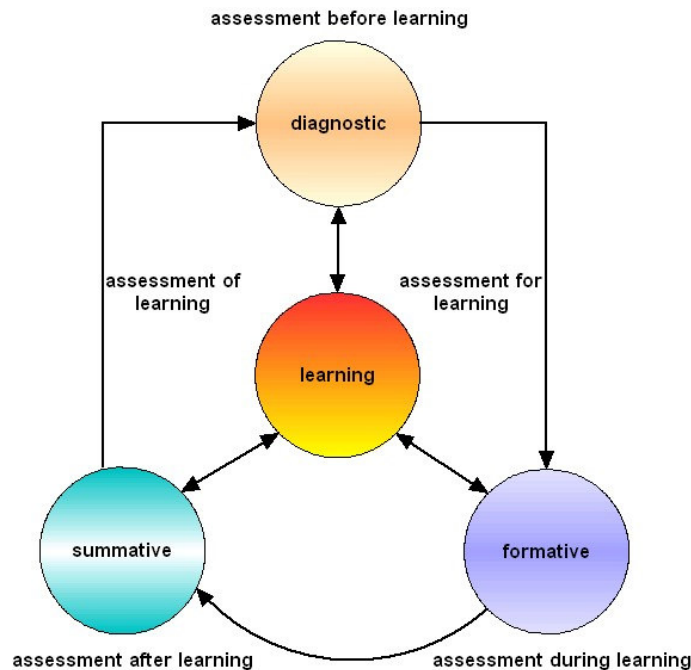 assessment before learning
diagnostic
assessment of
learning
assessment for
learning
learning
summative
formative
assessment after learning
assessment during learning